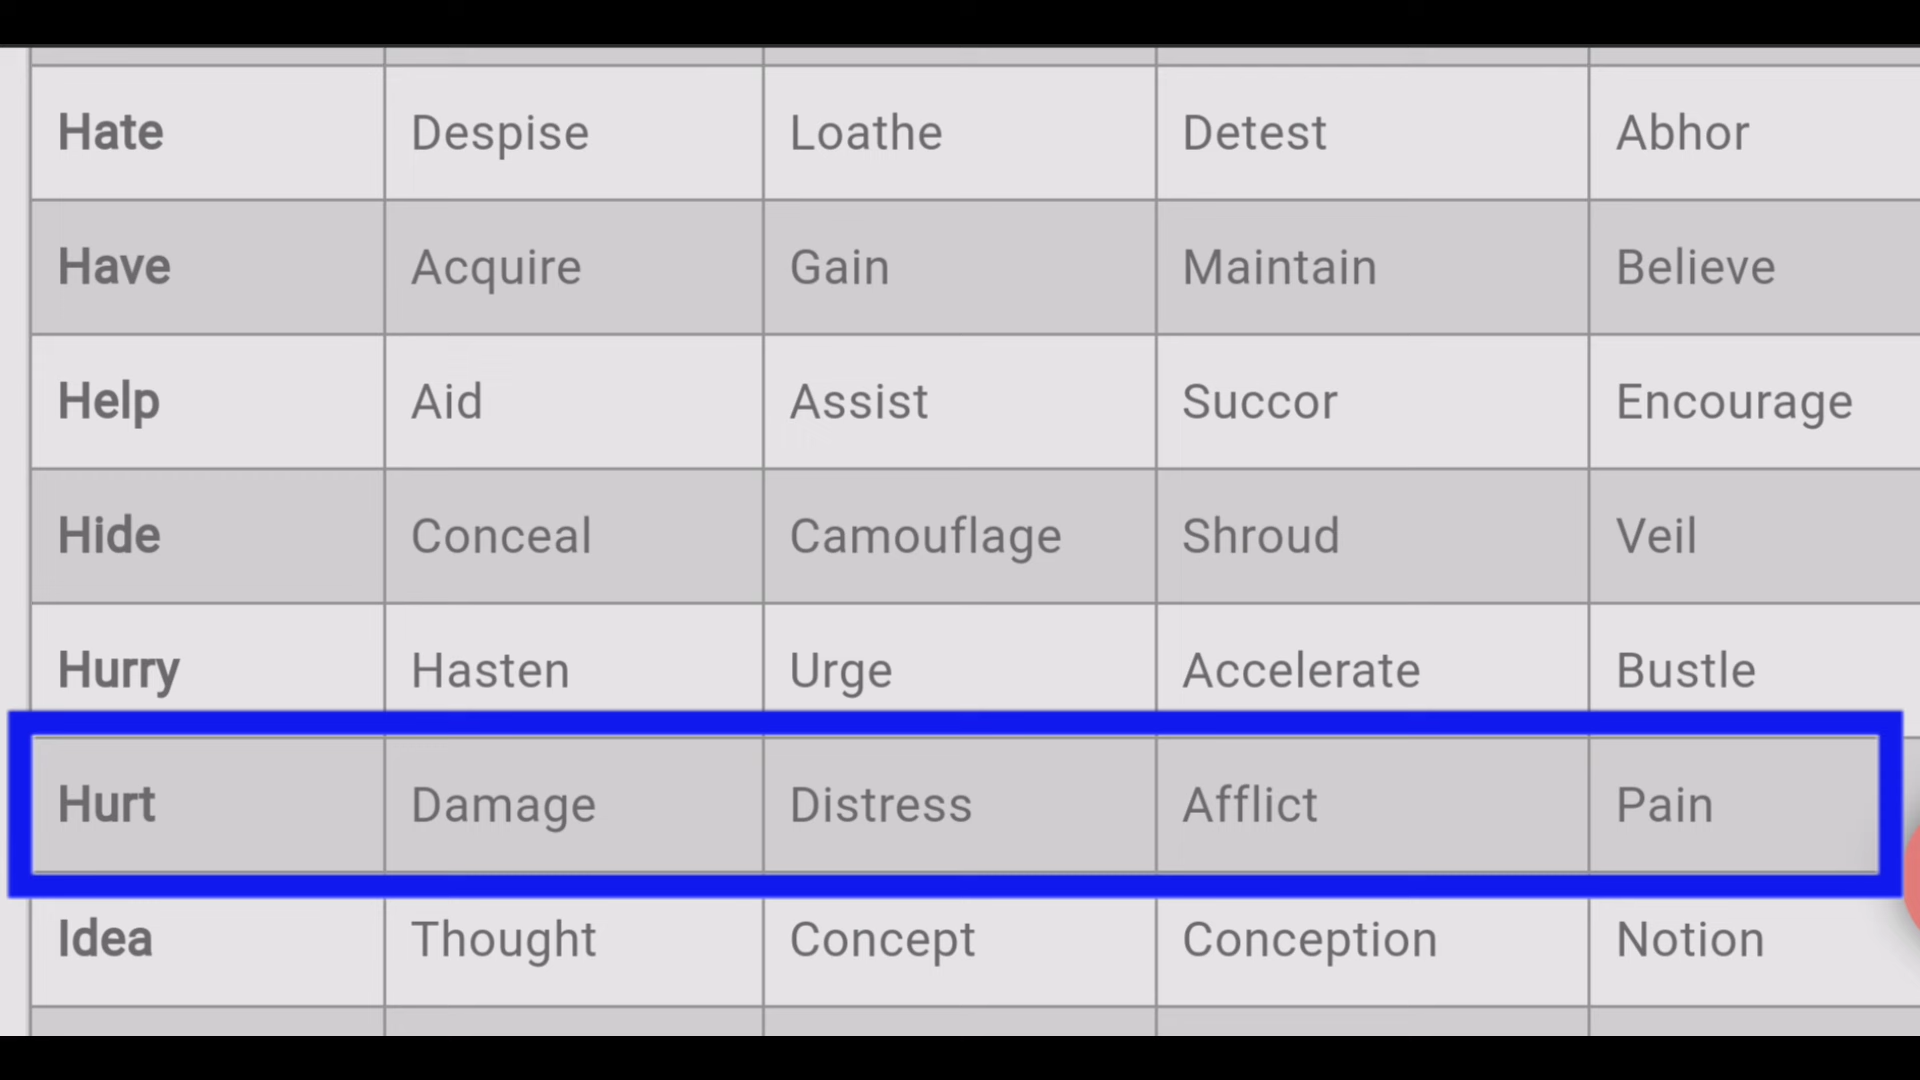 Hate Despise Loathe Detest Abhor
Have Acquire Gain Maintain Believe
Help Aid Assist Succor Encourage
Hide Conceal Camouflage Shroud Veil
Hurry Hasten Urge Accelerate Bustle
Hurt Damage Distress Afflict Pain
Idea Thought Concept Conception Notion